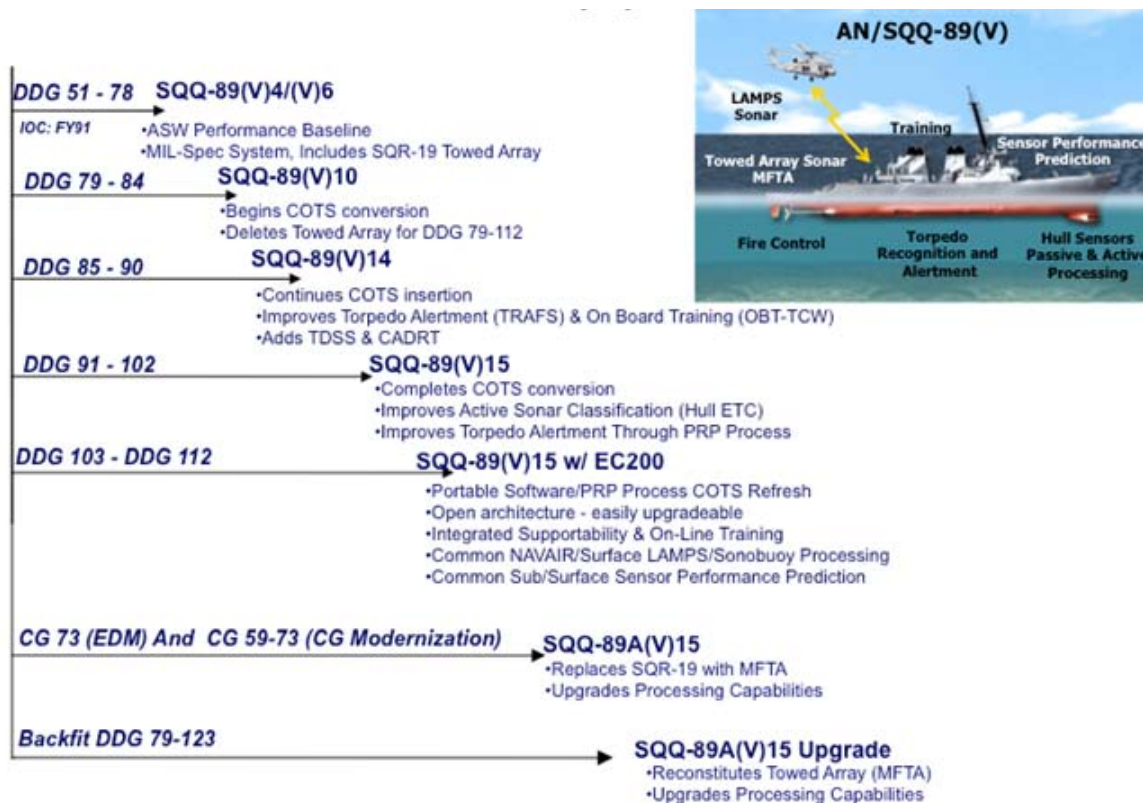 AN/SQQ-89(V)
LAMPS
Sonar
Training
Sensor Performance
Prediction
Towed Array Sonar
MFTA
Fire Control
Torpedo
Recognition and
Alertment
Hull Sensors
Passive & Active
Processing
DDG 51 - 78
SQQ-89(V)4/(V)6
IOC: FY91
•ASW Performance Baseline
•MIL-Spec System, Includes SQR-19 Towed Array
DDG 79 - 84
SQQ-89(V)10
•Begins COTS conversion
•Deletes Towed Array for DDG 79-112
DDG 85 - 90
SQQ-89(V)14
•Continues COTS insertion
•Improves Torpedo Alertment (TRAFS) & On Board Training (OBT-TCW)
•Adds TDSS & CADRT
DDG 91 - 102
SQQ-89(V)15
•Completes COTS conversion
•Improves Active Sonar Classification (Hull ETC)
•Improves Torpedo Alertment Through PRP Process
DDG 103 - DDG 112
SQQ-89(V)15 w/ EC200
•Portable Software/PRP Process COTS Refresh
•Open architecture - easily upgradeable
•Integrated Supportability & On-Line Training
•Common NAVAIR/Surface LAMPS/Sonobuoy Processing
•Common Sub/Surface Sensor Performance Prediction
CG 73 (EDM) And CG 59-73 (CG Modernization)
SQQ-89A(V)15
•Replaces SQR-19 with MFTA
•Upgrades Processing Capabilities
Backfit DDG 79-123
SQQ-89A(V)15 Upgrade
•Reconstitutes Towed Array (MFTA)
•Upgrades Processing Capabilities